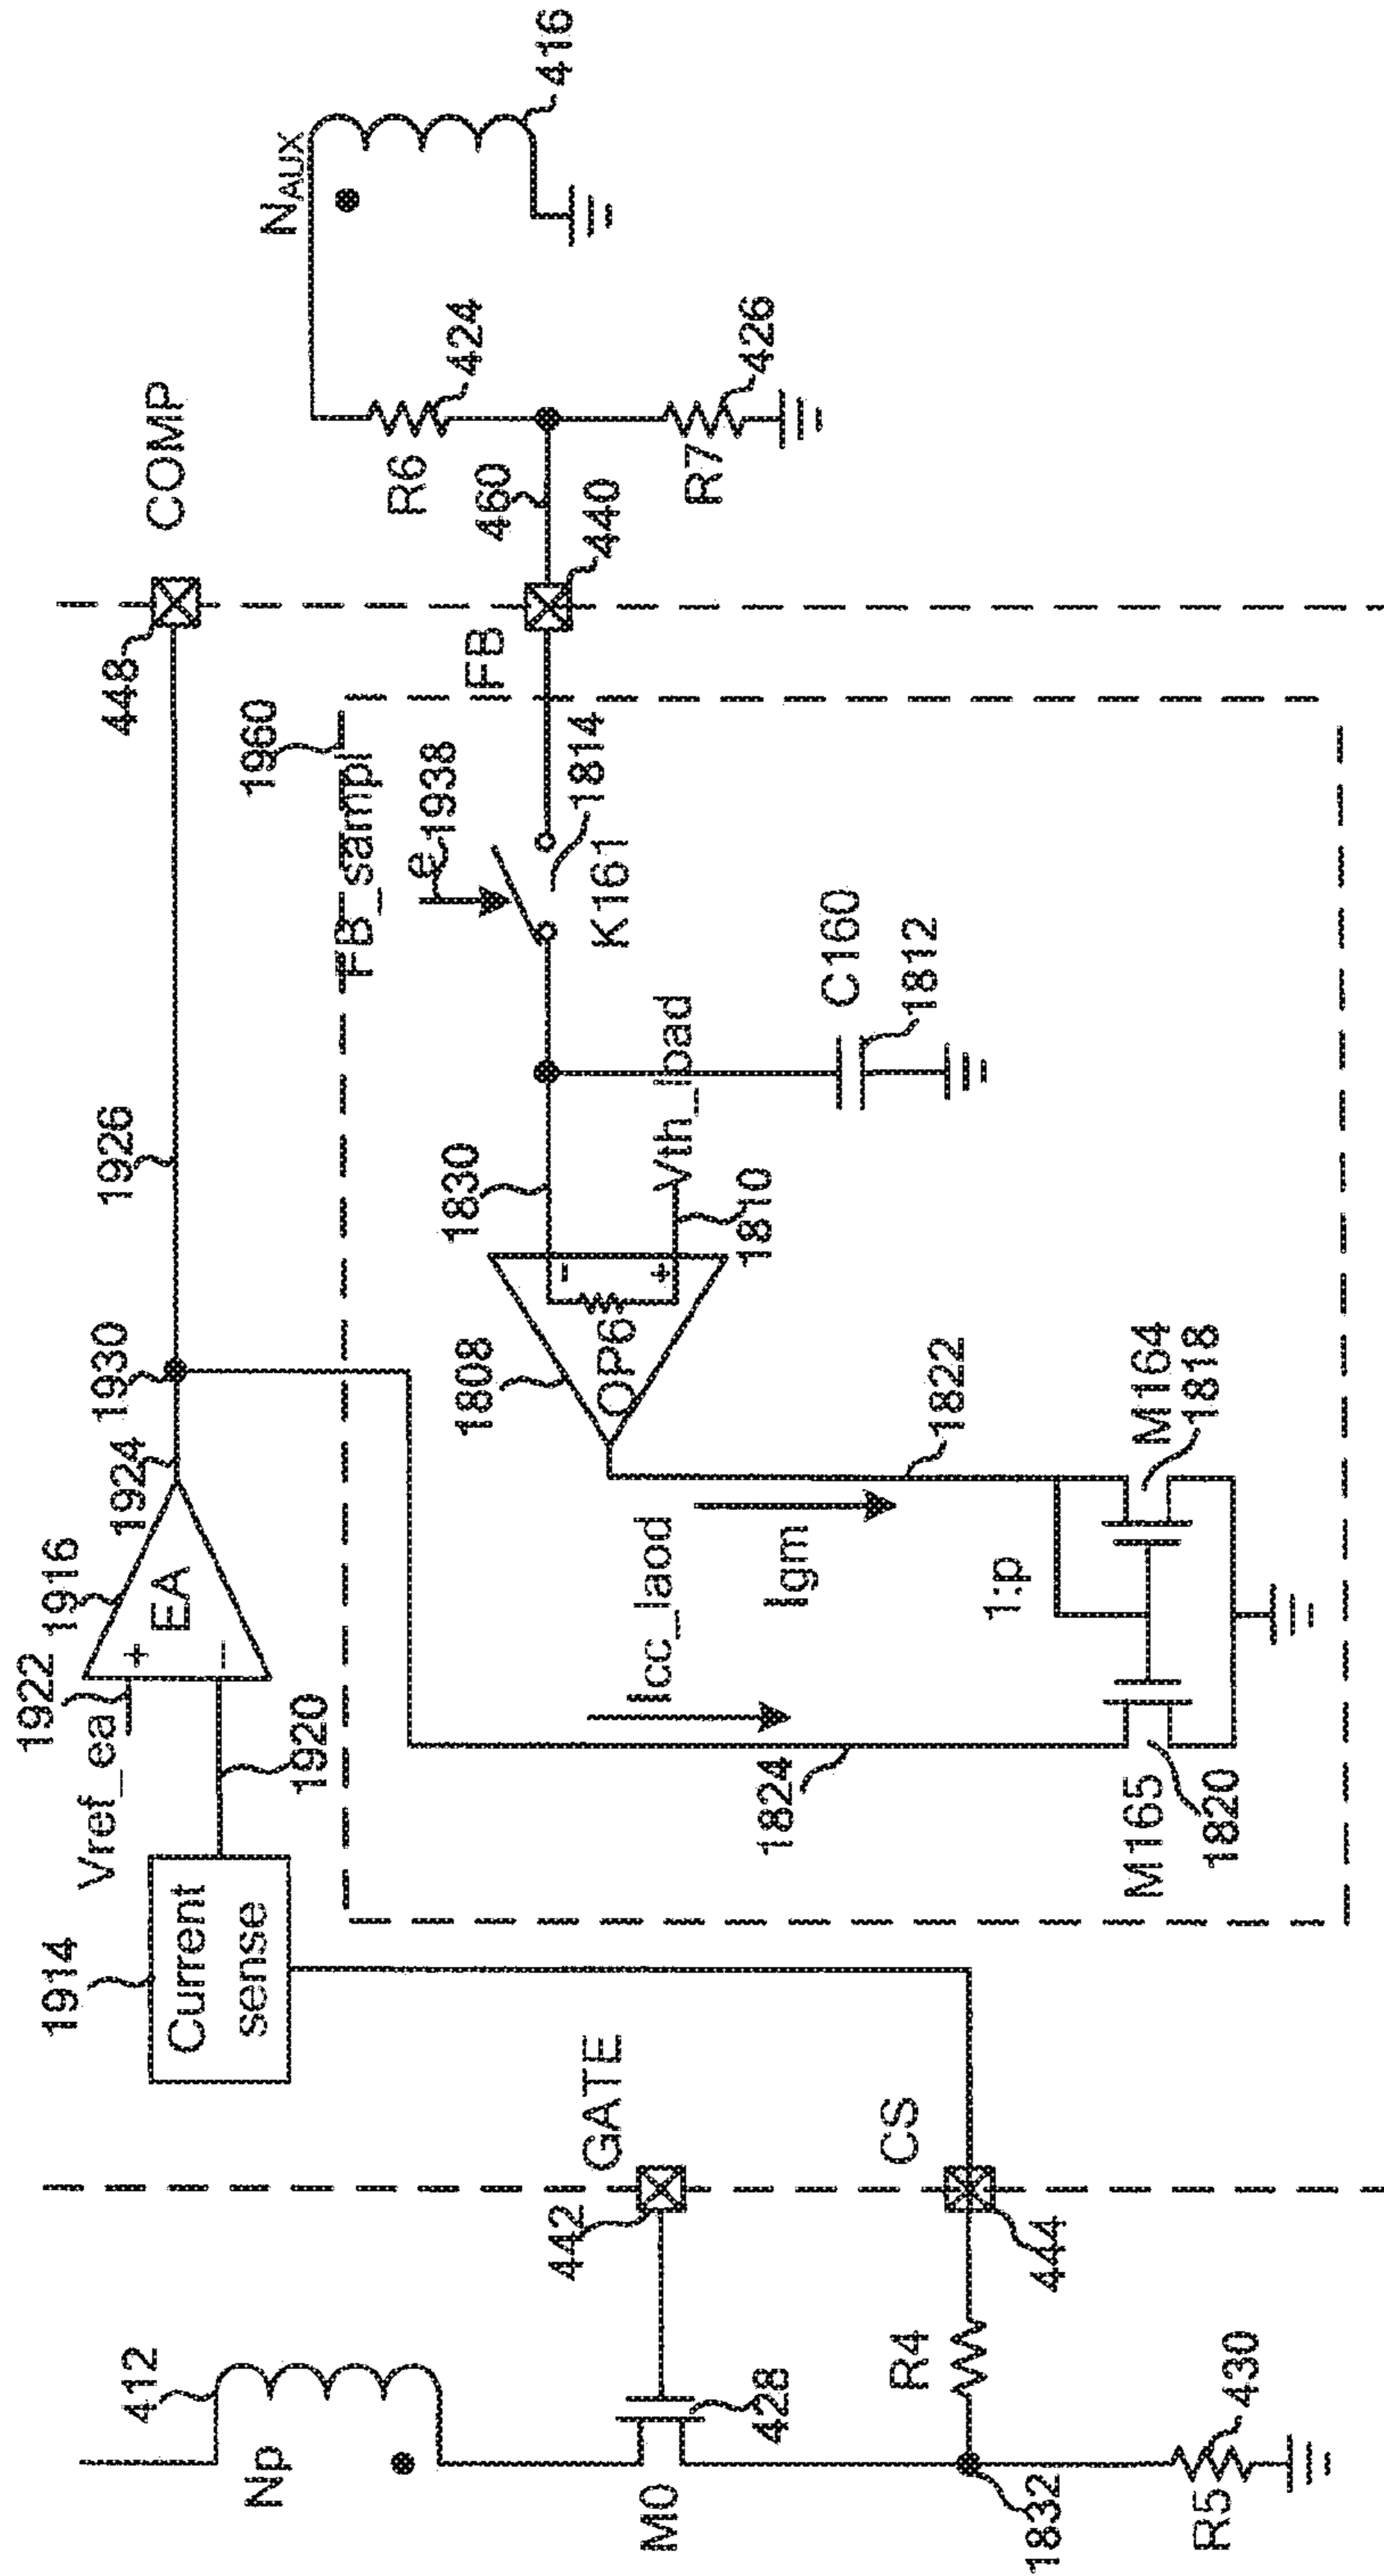 412
Np
M0
428
442
GATE
R4
CS
444
1832
R5
430
1914
Current
sense
1920
Vref_ea
1922
1916
+
EA
-
1924
1930
1926
448
COMP
1960
FB_sampl
e
1938
K161
1814
FB
440
460
R6
424
R7
426
NAUX
416
C160
1812
1830
-
OP6
+
1808
Vth_load
1810
1822
Igm
Icc_laod
1824
1:p
M164
1818
M165
1820